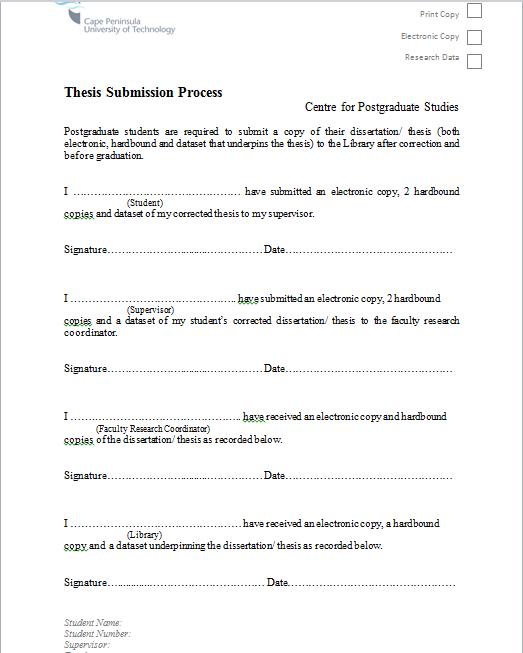 Cape Peninsula
University of Technology
Print Copy
Electronic Copy
Research Data
Thesis Submission Process
Centre for Postgraduate Studies
Postgraduate students are required to submit a copy of their dissertation/ thesis (both
electronic, hardbound and dataset that underpins the thesis) to the Library after correction and
before graduation.
I ………………………………………… have submitted an electronic copy, 2 hardbound
(Student)
copies and dataset of my corrected thesis to my supervisor.
Signature………………………………………Date…………………………………………
I ……………………………………….. have submitted an electronic copy, 2 hardbound
(Supervisor)
copies and a dataset of my student's corrected dissertation/ thesis to the faculty research
coordinator.
Signature………………………………………Date…………………………………………
I ………………………………………… have received an electronic copy and hardbound
(Faculty Research Coordinator)
copies of the dissertation/ thesis as recorded below.
Signature………………………………………Date…………………………………………
I …………………………………………have received an electronic copy, a hardbound
(Library)
copy and a dataset underpinning the dissertation/ thesis as recorded below.
Signature……………………………………… Date…………………………………………
Student Name:
Student Number:
Supervisor: